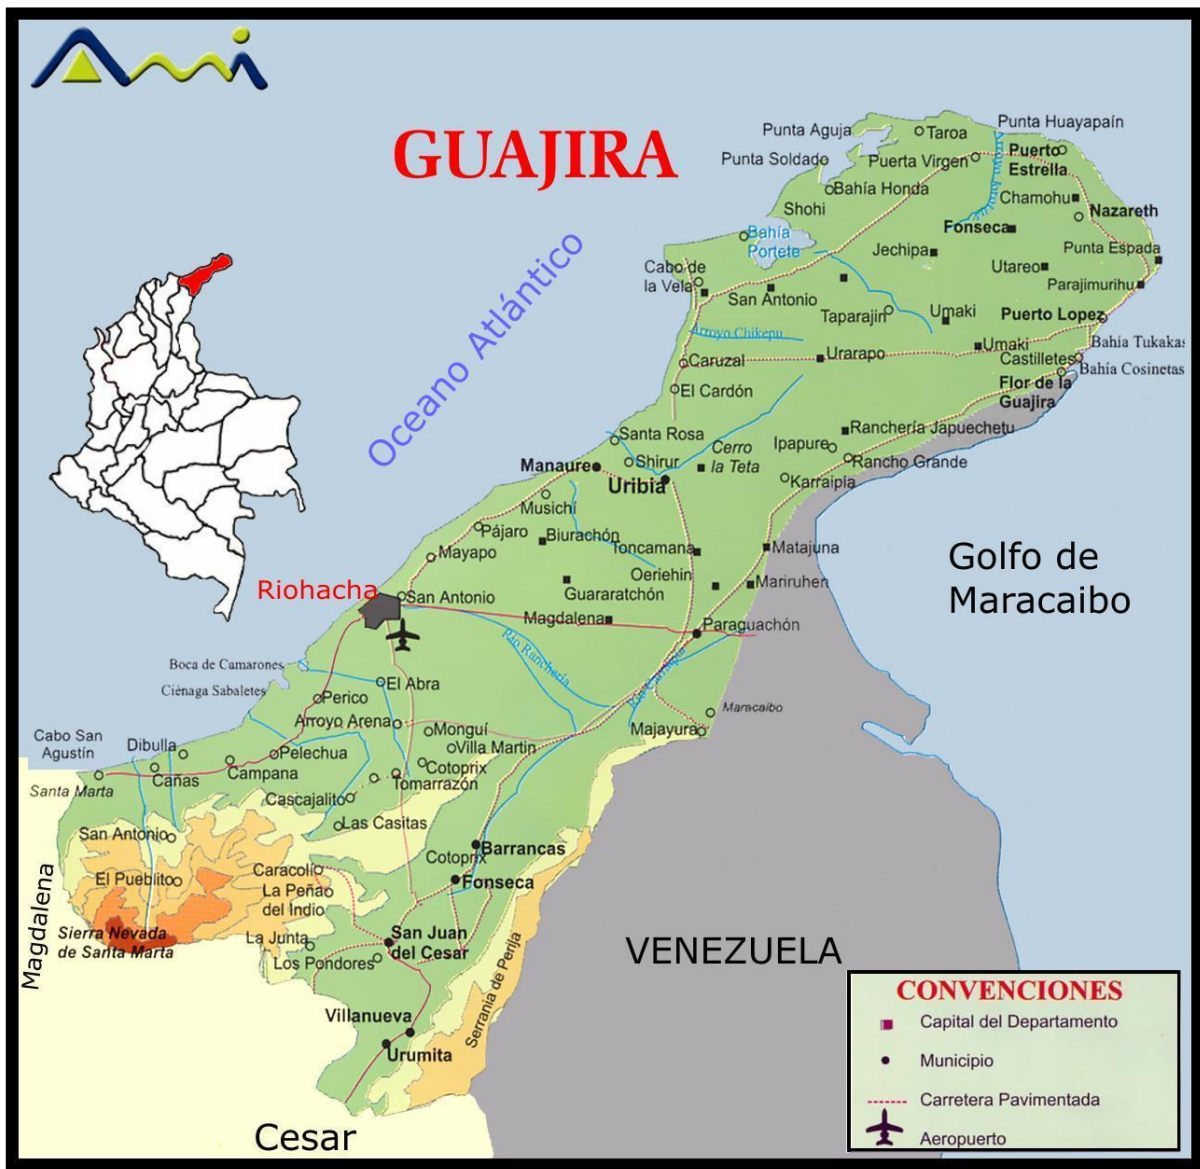 Ami
GUAJIRA
Oceano Atlántico
Punta Aguja
Taroa
Punta Huayapaín
Punta Soldado
Puerta Virgen
Puerto
Estrella
Bahía Honda
Chamohu
Shohi
Nazareth
Bahía
Portete
Fonseca
Jechipa
Punta Espada
Utareo
Cabo de
la Vela
San Antonio
Parajimurihu
Taparajin
Umaki
Puerto Lopez
Arroyo Chikepu
Urarapo
Umaki
Bahía Tukakas
Caruzal
Castilletes
Bahía Cosinetas
El Cardón
Flor de la
Guajira
Santa Rosa
Ipapure
Ranchería Japuechetu
Manaure
Shirur
Cerro
la Teta
Rancho Grande
Uribia
Karraipia
Musichí
Pájaro
Biurachón
Toncamana
Matajuna
Golfo de
Maracaibo
Mayapo
Oeriehin
Mariruhen
Riohacha
San Antonio
Guararatchón
Magdalena
Paraguachón
Rio Ranchería
Boca de Camarones
Ciénaga Sabaletes
El Abra
Perico
Maracaibo
Arroyo Arena
Monguí
Majayura
Cabo San
Agustín
Dibulla
Pelechua
Villa Martin
Cañas
Campana
Cotoprix
Tomarrazón
Santa Marta
Cascajalito
San Antonio
Las Casitas
Cotoprix
Barrancas
Caracoli
El Pueblito
La Peña
del Indio
Fonseca
Magdalena
Sierra Nevada
de Santa Marta
La Junta
San Juan
del Cesar
Los Pondores
Serrania de Perija
VENEZUELA
Villanueva
Urumita
Cesar
CONVENCIONES
Capital del Departamento
Municipio
Carretera Pavimentada
Aeropuerto